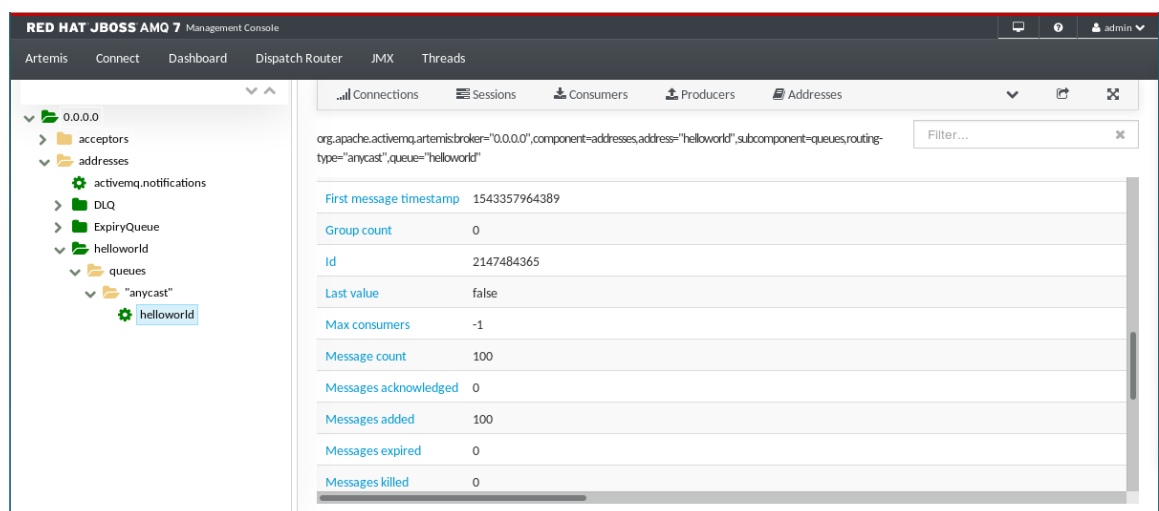 RED HAT JBOSS AMQ 7 Management Console
admin
Artemis Connect Dashboard Dispatch Router JMX Threads
Connections Sessions Consumers Producers Addresses
0.0.0.0
acceptors
addresses
activemq.notifications
DLQ
ExpiryQueue
helloworld
queues
"anycast"
helloworld
org.apache.activemq.artemis:broker="0.0.0.0",component=addresses,address="helloworld",subcomponent=queues,routing-
type="anycast",queue="helloworld"
Filter...
First message timestamp 1543357964389
Group count 0
Id 2147484365
Last value false
Max consumers -1
Message count 100
Messages acknowledged 0
Messages added 100
Messages expired 0
Messages killed 0